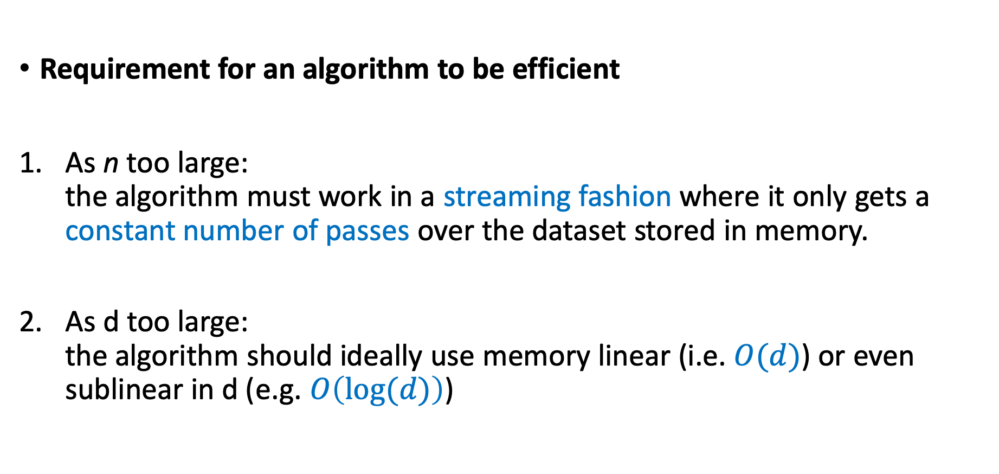 • Requirement for an algorithm to be efficient
1. As n too large:
the algorithm must work in a streaming fashion where it only gets a
constant number of passes over the dataset stored in memory.
2. As d too large:
the algorithm should ideally use memory linear (i.e. O(d)) or even
sublinear in d (e.g. O(log(d)))